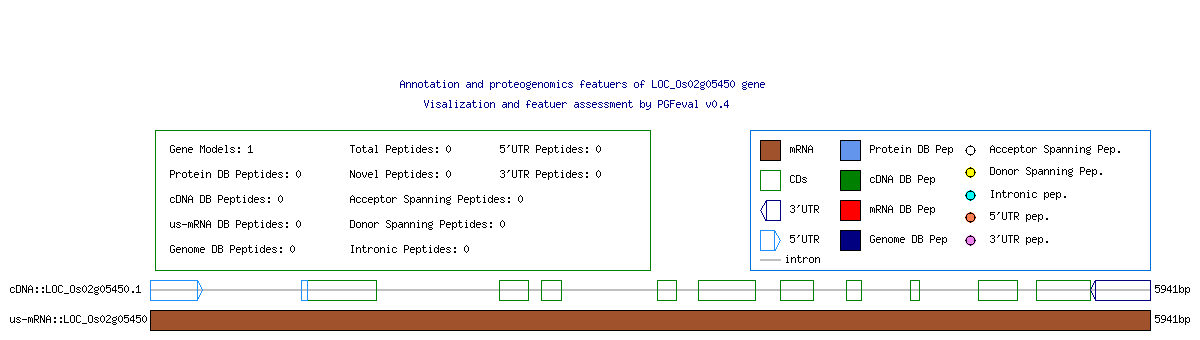 Annotation and proteogenomics featuers of LOC_Os02g05450 gene
Visalization and featuer assessment by PGFeval v0.4
Gene Models: 1 Total Peptides: 0 5'UTR Peptides: 0
Protein DB Peptides: 0 Novel Peptides: 0 3'UTR Peptides: 0
cDNA DB Peptides: 0 Acceptor Spanning Peptides: 0
us-mRNA DB Peptides: 0 Donor Spanning Peptides: 0
Genome DB Peptides: 0 Intronic Peptides: 0
mRNA Protein DB Pep Acceptor Spanning Pep.
CDs cDNA DB Pep Donor Spanning Pep.
3'UTR mRNA DB Pep Intronic pep.
5'UTR Genome DB Pep 5'UTR pep.
intron 3'UTR pep.
cDNA::LOC_Os02g05450.1 5941bp
us-mRNA::LOC_Os02g05450 5941bp